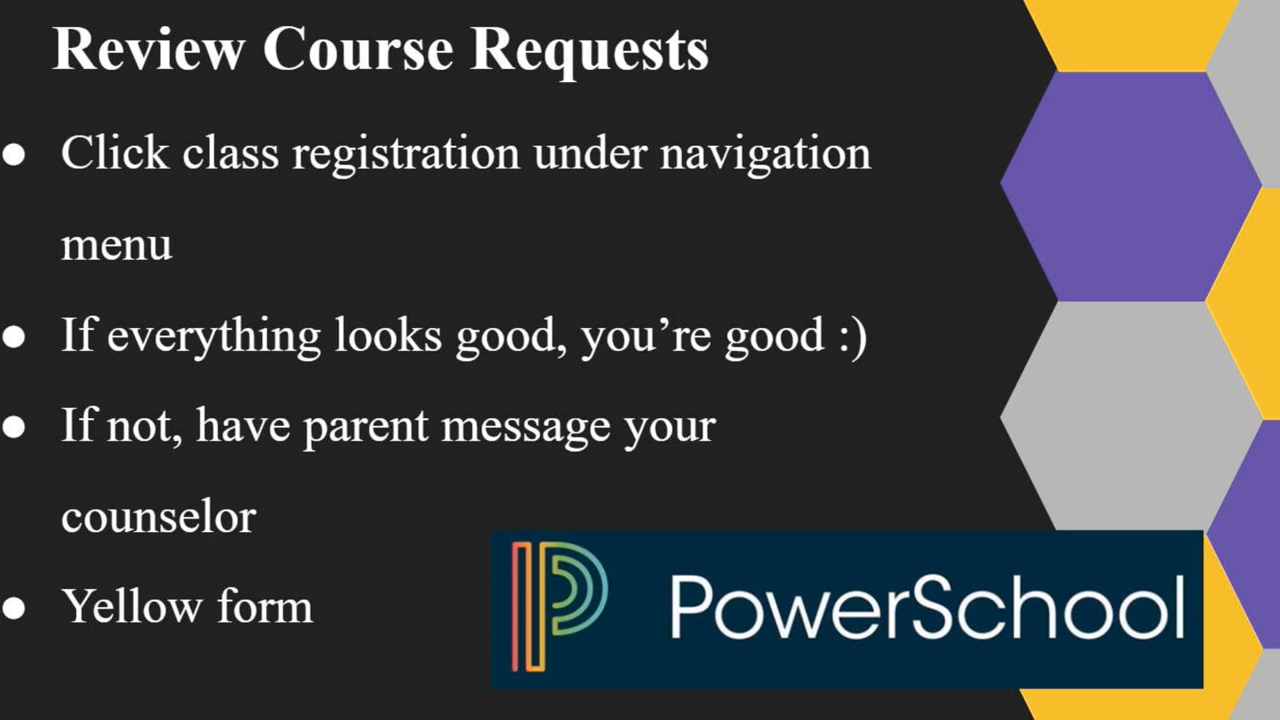 Review Course Requests
● Click class registration under navigation
menu
● If everything looks good, you’re good :)
● If not, have parent message your
counselor
● Yellow form
PowerSchool